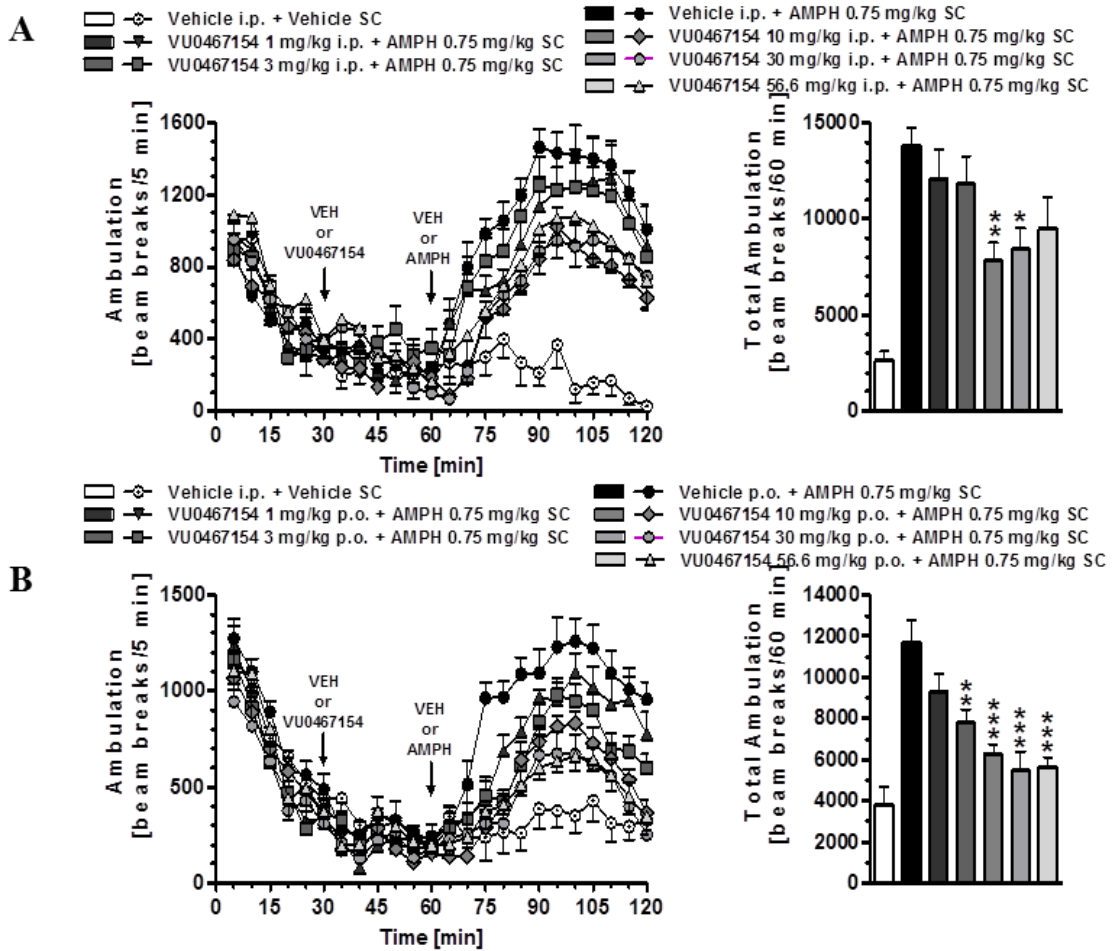 A
Vehicle i.p. + Vehicle SC
VU0467154 1 mg/kg i.p. + AMPH 0.75 mg/kg SC
VU0467154 3 mg/kg i.p. + AMPH 0.75 mg/kg SC
Vehicle i.p. + AMPH 0.75 mg/kg SC
VU0467154 10 mg/kg i.p. + AMPH 0.75 mg/kg SC
VU0467154 30 mg/kg i.p. + AMPH 0.75 mg/kg SC
VU0467154 56.6 mg/kg i.p. + AMPH 0.75 mg/kg SC
Ambulation
[beam breaks/5 min]
1600
1200
800
400
0
VEH
or
VU0467154
VEH
or
AMPH
0 15 30 45 60 75 90 105 120
Time [min]
Total Ambulation
[beam breaks/60 min]
15000
10000
5000
0
** *
B
Vehicle i.p. + Vehicle SC
VU0467154 1 mg/kg p.o. + AMPH 0.75 mg/kg SC
VU0467154 3 mg/kg p.o. + AMPH 0.75 mg/kg SC
Vehicle p.o. + AMPH 0.75 mg/kg SC
VU0467154 10 mg/kg p.o. + AMPH 0.75 mg/kg SC
VU0467154 30 mg/kg p.o. + AMPH 0.75 mg/kg SC
VU0467154 56.6 mg/kg p.o. + AMPH 0.75 mg/kg SC
Ambulation
[beam breaks/5 min]
1500
1000
500
0
VEH
or
VU0467154
VEH
or
AMPH
0 15 30 45 60 75 90 105 120
Time [min]
Total Ambulation
[beam breaks/60 min]
14000
12000
10000
8000
6000
4000
2000
0
** *** *** ***